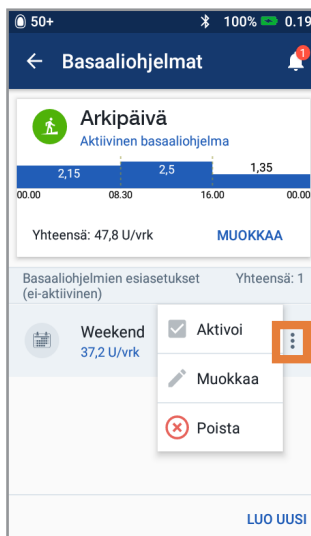 50+ 100% 0.19
Basaaliohjelmat 1
Arkipäivä
Aktiivinen basaaliohjelma
2,15 2,5 1,35
00.00 08.30 16.00 00.00
Yhteensä: 47,8 U/vrk MUOKKAA
Basaaliohjelmien esiasetukset Yhteensä: 1
(ei-aktiivinen)
Weekend
37,2 U/vrk
Aktivoi
Muokkaa
Poista
LUO UUSI